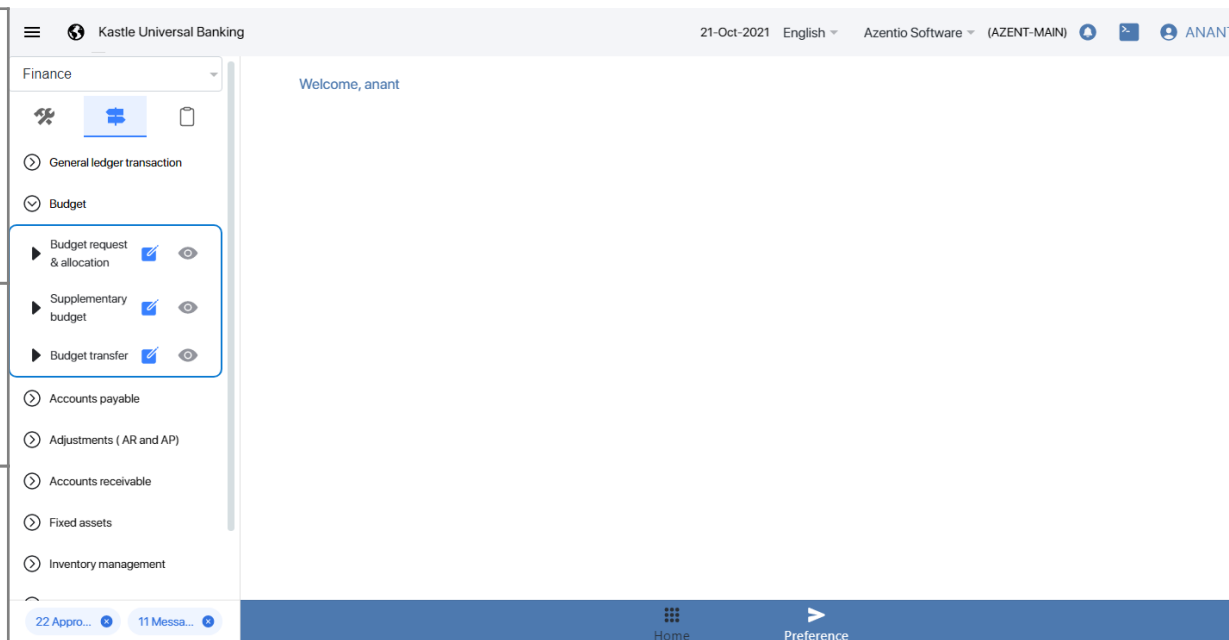 Kastle Universal Banking
21-Oct-2021 English Azentio Software (AZENT-MAIN) ANANT
Finance
Welcome, anant
General ledger transaction
Budget
Budget request
& allocation
Supplementary
budget
Budget transfer
Accounts payable
Adjustments ( AR and AP)
Accounts receivable
Fixed assets
Inventory management
22 Appro... 11 Messa...
Home
Preference